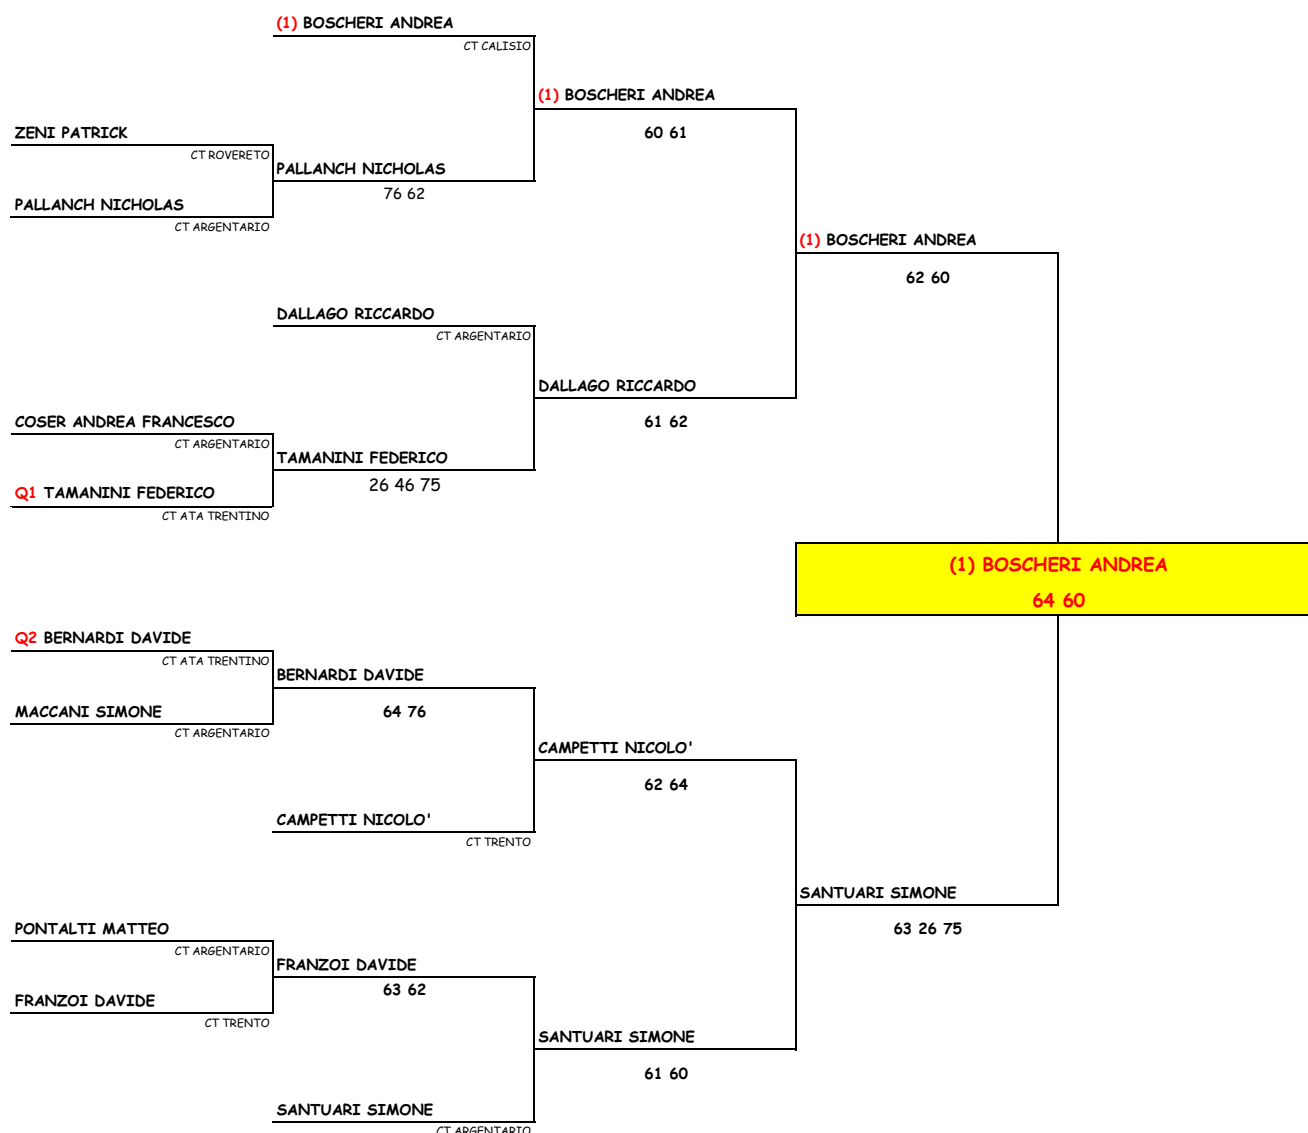 (1) BOSCHERI ANDREA
CT CALISIO
(1) BOSCHERI ANDREA
ZENI PATRICK
60 61
CT ROVERETO
PALLANCH NICHOLAS
76 62
PALLANCH NICHOLAS
CT ARGENTARIO
(1) BOSCHERI ANDREA
62 60
DALLAGO RICCARDO
CT ARGENTARIO
DALLAGO RICCARDO
COSER ANDREA FRANCESCO
61 62
CT ARGENTARIO
TAMANINI FEDERICO
26 46 75
Q1 TAMANINI FEDERICO
CT ATA TRENTINO
(1) BOSCHERI ANDREA
64 60
Q2 BERNARDI DAVIDE
CT ATA TRENTINO
BERNARDI DAVIDE
MACCANI SIMONE
64 76
CT ARGENTARIO
CAMPETTI NICOLO'
62 64
CAMPETTI NICOLO'
CT TRENTO
SANTUARI SIMONE
63 26 75
PONTALTI MATTEO
CT ARGENTARIO
FRANZOI DAVIDE
63 62
FRANZOI DAVIDE
CT TRENTO
SANTUARI SIMONE
61 60
SANTUARI SIMONE
CT ARGENTARIO